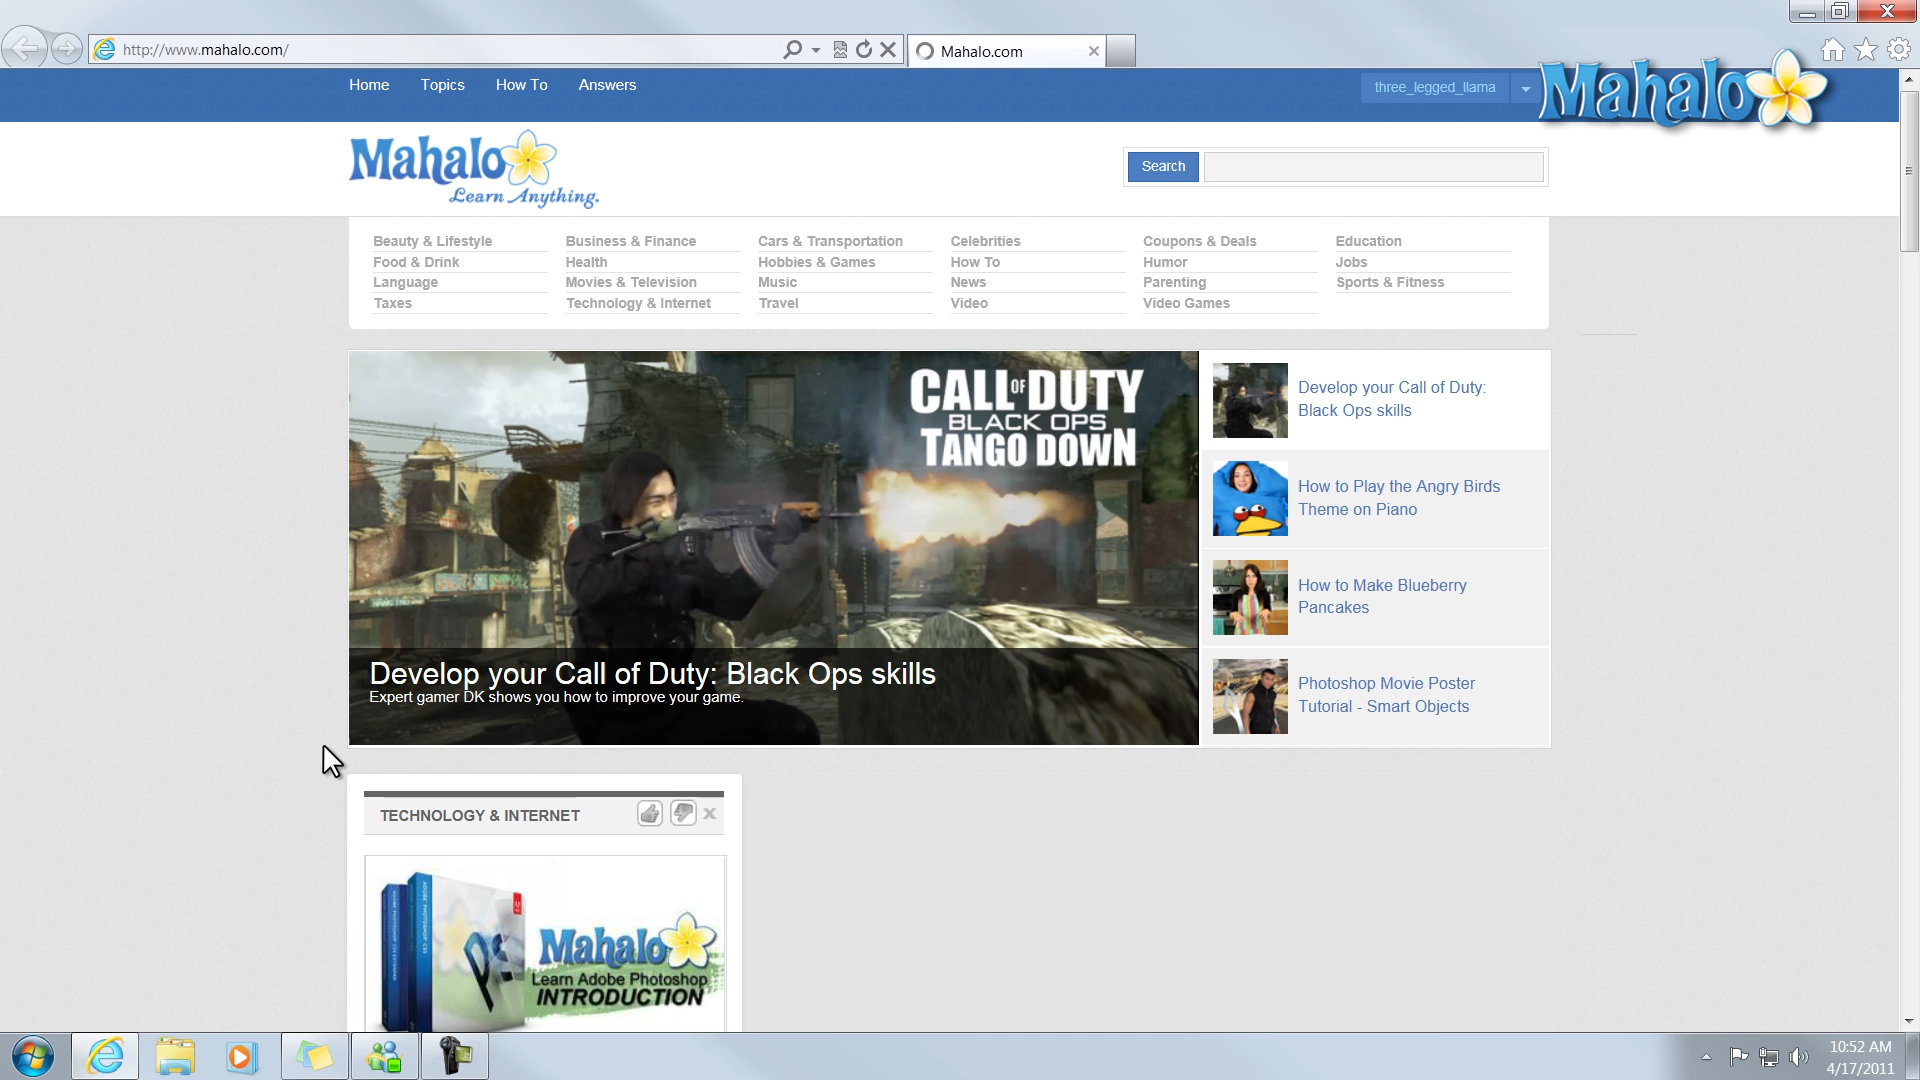 http://www.mahalo.com/
Mahalo.com
Home
Topics
How To
Answers
three_legged_llama
Mahalo
Mahalo
Learn Anything.
Search
Beauty & Lifestyle
Business & Finance
Cars & Transportation
Celebrities
Coupons & Deals
Education
Food & Drink
Health
Hobbies & Games
How To
Humor
Jobs
Language
Movies & Television
Music
News
Parenting
Sports & Fitness
Taxes
Technology & Internet
Travel
Video
Video Games
CALL OF DUTY
BLACK OPS
TANGO DOWN
Develop your Call of Duty: Black Ops skills
Expert gamer DK shows you how to improve your game.
Develop your Call of Duty:
Black Ops skills
How to Play the Angry Birds
Theme on Piano
How to Make Blueberry
Pancakes
Photoshop Movie Poster
Tutorial - Smart Objects
TECHNOLOGY & INTERNET
Ps
Mahalo
Learn Adobe Photoshop
INTRODUCTION
10:52 AM
4/17/2011